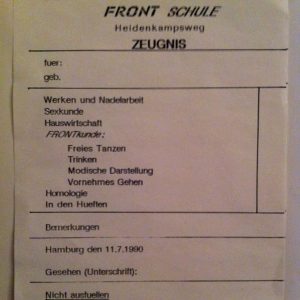 FRONT SCHULE
Heidenkampsweg
ZEUGNIS
fuer:
geb.
Werken und Nadelarbeit
Sexkunde
Hauswirtschaft
FRONTkunde:
Freies Tanzen
Trinken
Modische Darstellung
Vornehmes Gehen
Homologie
In den Hueften
Bemerkungen
Hamburg den 11.7.1990
Gesehen (Unterschrift):
Nicht ausfuellen